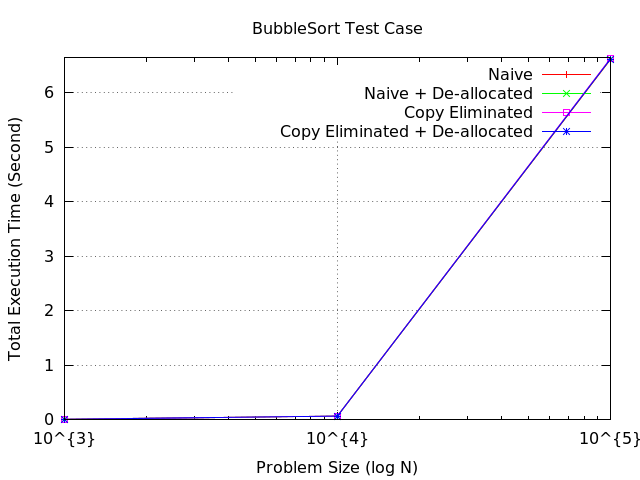 BubbleSort Test Case
Naive
Naive + De-allocated
Copy Eliminated
Copy Eliminated + De-allocated
6
5
4
3
2
1
0
10^{3}
10^{4}
10^{5}
Total Execution Time (Second)
Problem Size (log N)